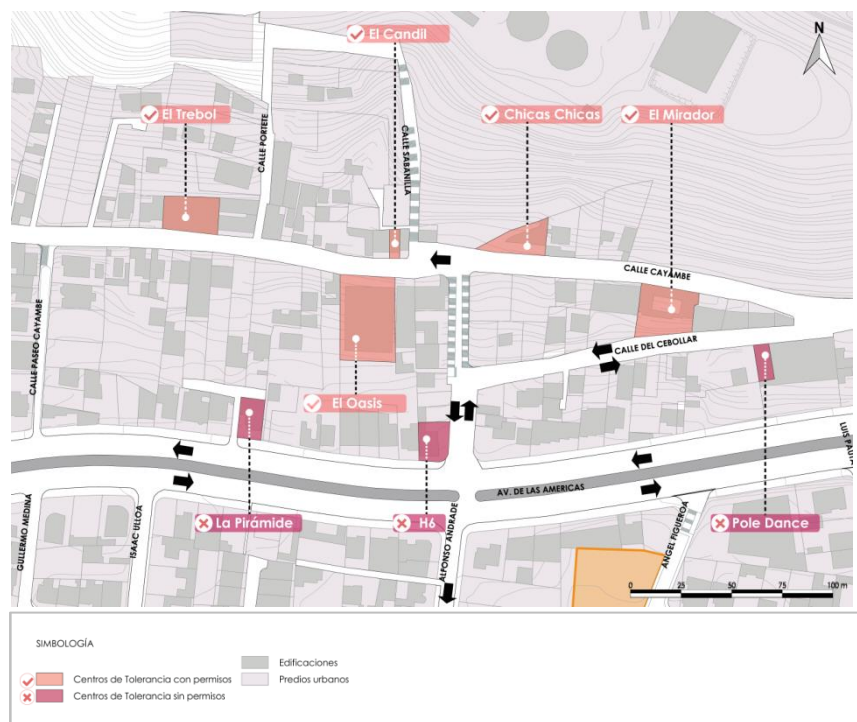 El Candil
N
El Trebol
Chicas Chicas
El Mirador
CALLE PORTETE
CALLE SABANILLA
CALLE CAYAMBE
CALLE PASEO CAYAMBE
CALLE DEL CEBOLLAR
El Oasis
AV. DE LAS AMERICAS
La Pirámide
H6
Pole Dance
GUILLERMO MEDINA
ISAAC ULLOA
ALFONSO ANDRADE
ANGEL FIGUEROA
0 25 50 75 100 m
SIMBOLOGÍA
Centros de Tolerancia con permisos
Centros de Tolerancia sin permisos
Edificaciones
Predios urbanos